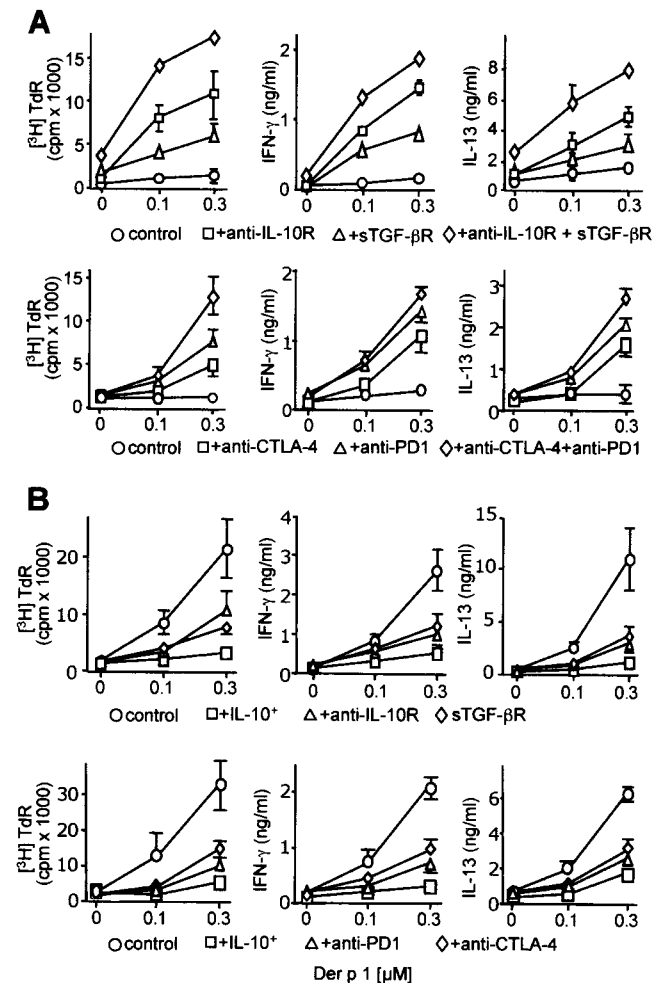 A
[³H] TdR (cpm x 1000)
15
10
5
0
0 0.1 0.3
IFN-γ (ng/ml)
2
1
0
0 0.1 0.3
IL-13 (ng/ml)
8
6
4
2
0
0 0.1 0.3
○ control □ +anti-IL-10R △ +sTGF-βR ◇ +anti-IL-10R + sTGF-βR
[³H] TdR (cpm x 1000)
15
10
5
0
0 0.1 0.3
IFN-γ (ng/ml)
2
1
0
0 0.1 0.3
IL-13 (ng/ml)
3
2
1
0
0 0.1 0.3
○ control □ +anti-CTLA-4 △ +anti-PD1 ◇ +anti-CTLA-4+anti-PD1
B
[³H] TdR (cpm x 1000)
20
10
0
0 0.1 0.3
IFN-γ (ng/ml)
4
3
2
1
0
0 0.1 0.3
IL-13 (ng/ml)
15
10
5
0
0 0.1 0.3
○ control □ +IL-10⁺ △ +anti-IL-10R ◇ sTGF-βR
[³H] TdR (cpm x 1000)
30
20
10
0
0 0.1 0.3
IFN-γ (ng/ml)
2
1
0
0 0.1 0.3
IL-13 (ng/ml)
6
4
2
0
0 0.1 0.3
○ control □ +IL-10⁺ △ +anti-PD1 ◇ +anti-CTLA-4
Der p 1 [µM]